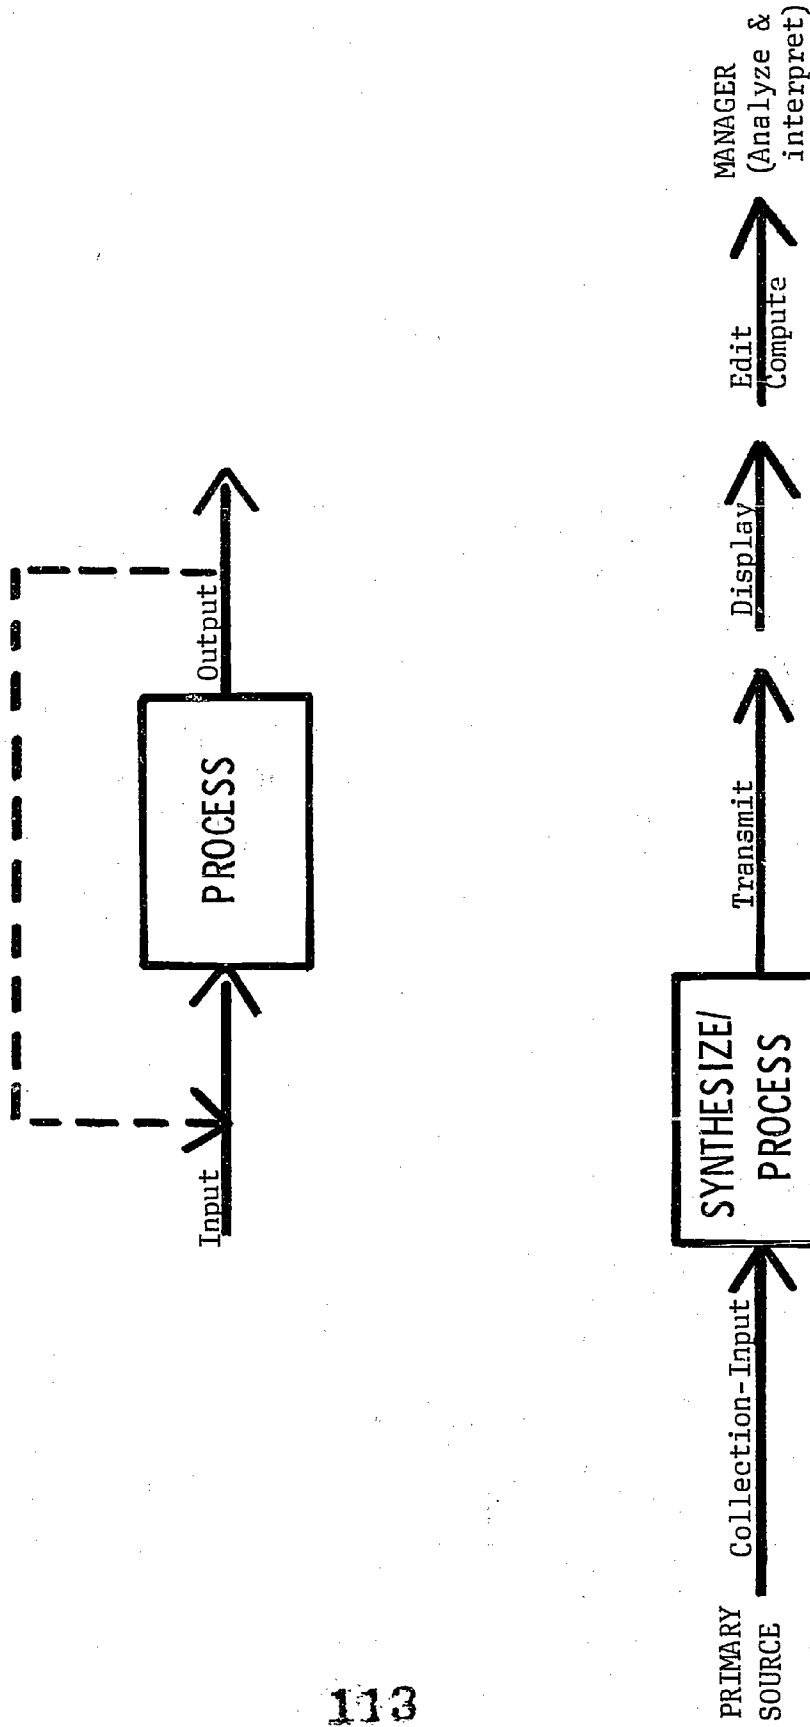 Input
PROCESS
Output
PRIMARY
SOURCE
Collection-Input
SYNTHESIZE/
PROCESS
Transmit
Display
Edit
Compute
MANAGER
(Analyze &
interpret)
113